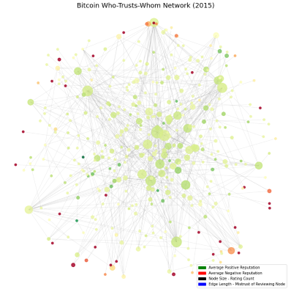 Bitcoin Who-Trusts-Whom Network (2015)
Average Positive Reputation
Average Negative Reputation
Node Size - Rating Count
Edge Length - Mistrust of Reviewing Node